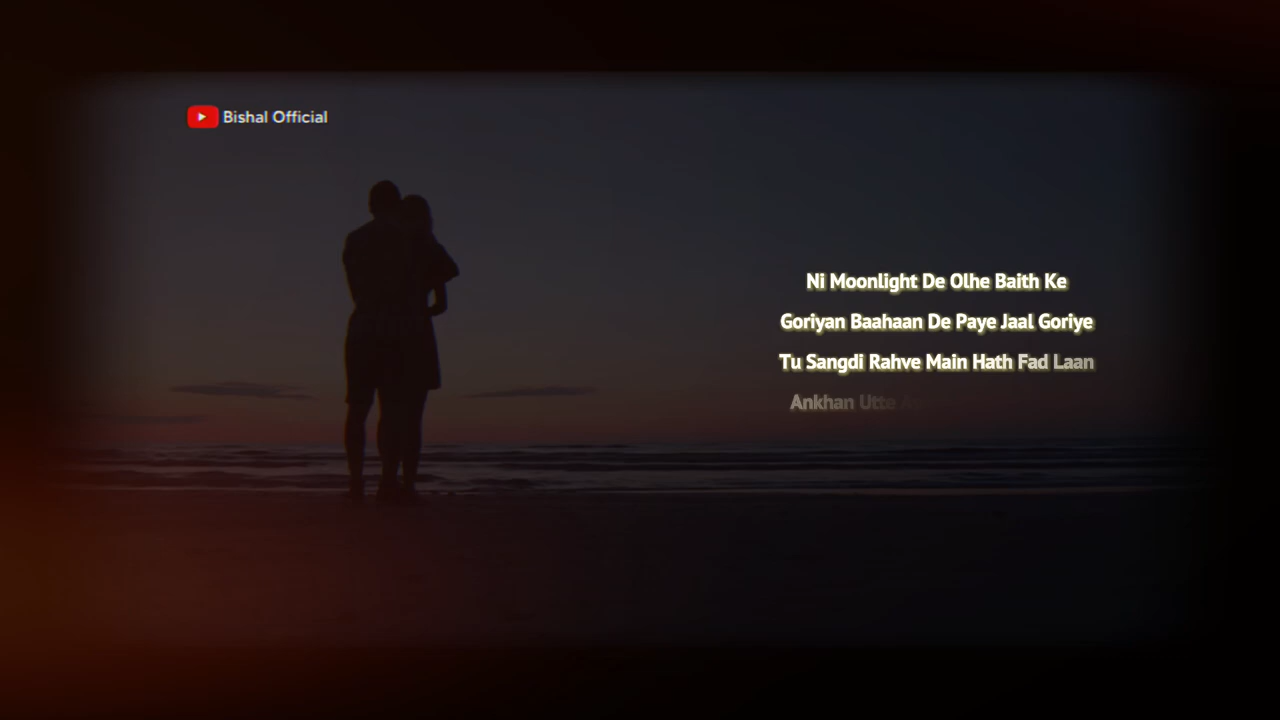 Bishal Official
Ni Moonlight De Olhe Baith Ke
Goriyan Baahaan De Paye Jaal Goriye
Tu Sangdi Rahve Main Hath Fad Laan
Ankhan Utte